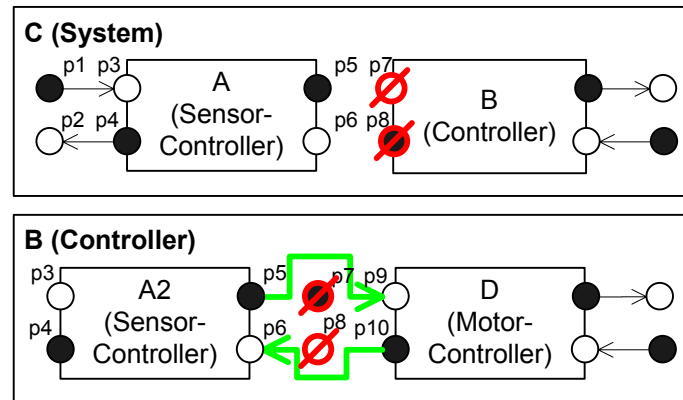 C (System)
p1 p3 A p5 p7 B
(Sensor-
Controller)
(Controller)
p2 p4 p6 p8
B (Controller)
p3 A2 p5 p7 p9 D
(Sensor-
Controller)
(Motor-
Controller)
p4 p6 p8 p10